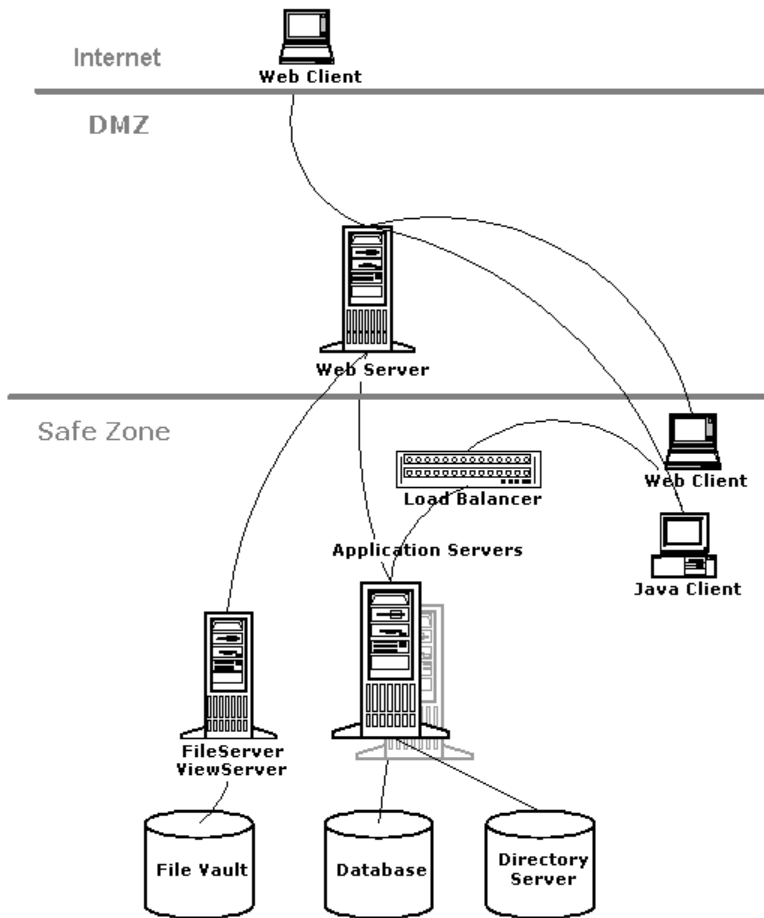 Internet
Web Client
DMZ
Web Server
Safe Zone
Web Client
Load Balancer
Application Servers
Java Client
FileServer
ViewServer
File Vault
Database
Directory
Server